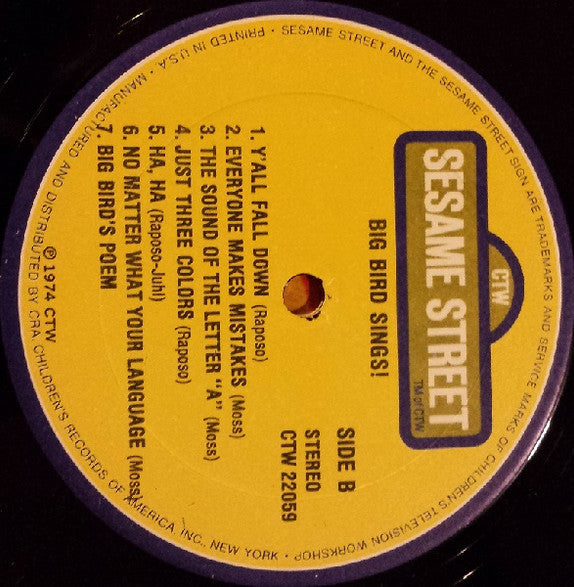 CTW
SESAME STREET
TM of CTW
BIG BIRD SINGS!
SIDE B
STEREO
CTW 22059
1. Y'ALL FALL DOWN (Raposo)
2. EVERYONE MAKES MISTAKES (Moss)
3. THE SOUND OF THE LETTER "A" (Moss)
4. JUST THREE COLORS (Raposo)
5. HA, HA (Raposo-Juhl)
6. NO MATTER WHAT YOUR LANGUAGE (Moss)
7. BIG BIRD'S POEM
℗ 1974 CTW
SESAME STREET AND THE SESAME STREET SIGN ARE TRADEMARKS AND SERVICE MARKS OF CHILDREN'S TELEVISION WORKSHOP •
MANUFACTURED AND DISTRIBUTED BY CRA CHILDREN'S RECORDS OF AMERICA, INC., NEW YORK •
PRINTED IN U.S.A. •